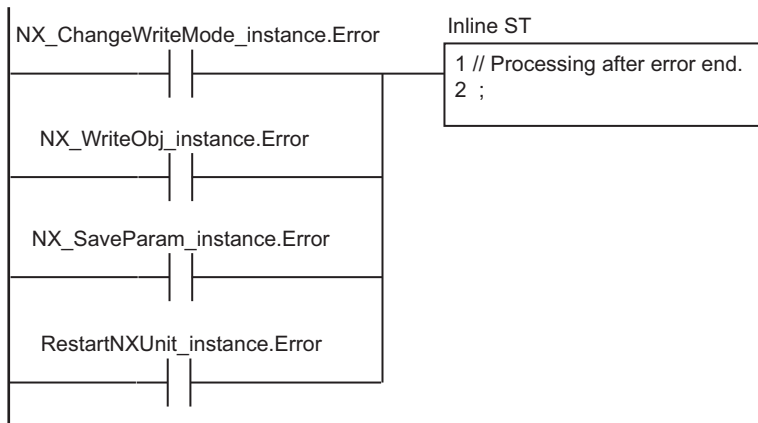 NX_ChangeWriteMode_instance.Error
Inline ST
1 // Processing after error end.
2 ;
NX_WriteObj_instance.Error
NX_SaveParam_instance.Error
RestartNXUnit_instance.Error